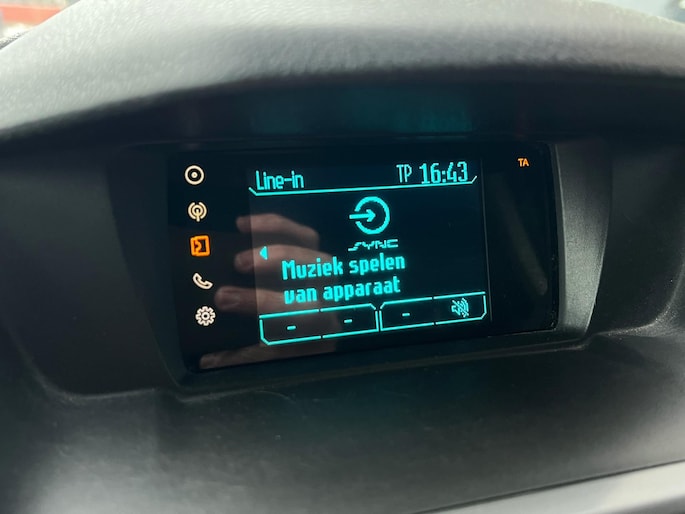 Line-in TP 16:43 TA
SYNC
Muziek spelen
van apparaat
- - -